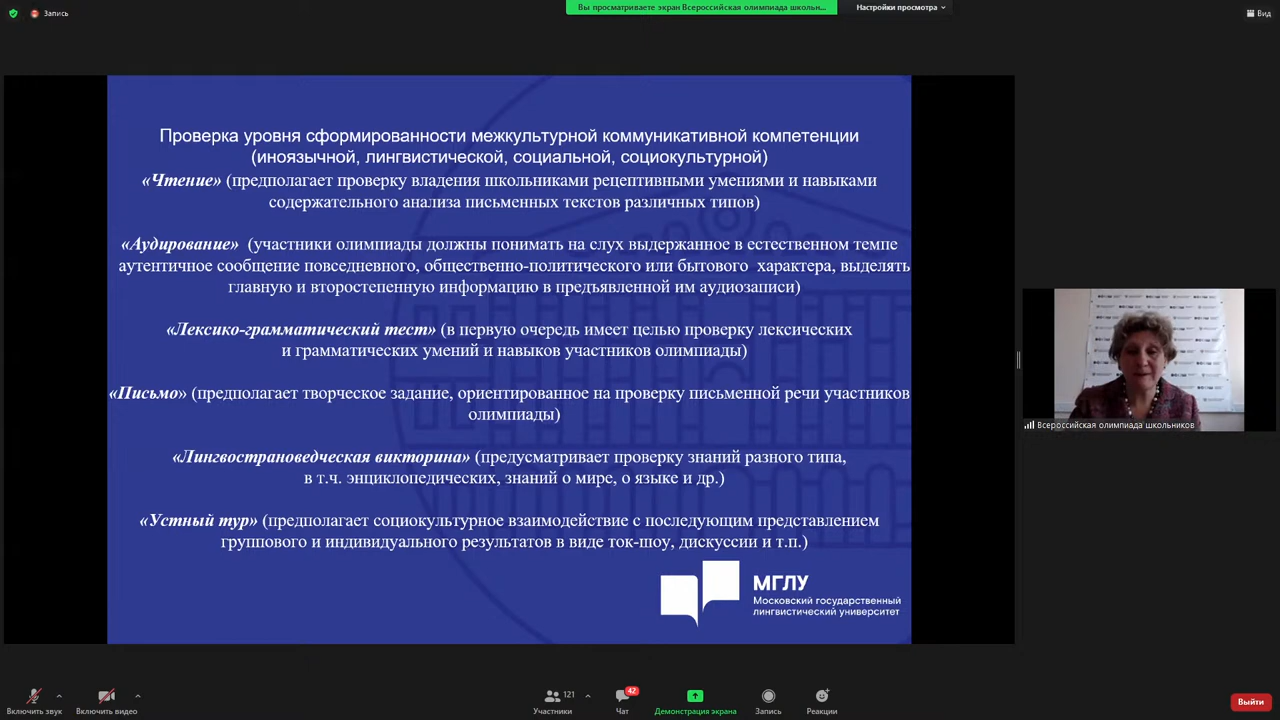 Запись
Вы просматриваете экран Всероссийская олимпиада школьн...
Настройки просмотра
Вид
Проверка уровня сформированности межкультурной коммуникативной компетенции
(иноязычной, лингвистической, социальной, социокультурной)
«Чтение» (предполагает проверку владения школьниками рецептивными умениями и навыками
содержательного анализа письменных текстов различных типов)
«Аудирование» (участники олимпиады должны понимать на слух выдержанное в естественном темпе
аутентичное сообщение повседневного, общественно-политического или бытового характера, выделять
главную и второстепенную информацию в предъявленной им аудиозаписи)
«Лексико-грамматический тест» (в первую очередь имеет целью проверку лексических
и грамматических умений и навыков участников олимпиады)
«Письмо» (предполагает творческое задание, ориентированное на проверку письменной речи участников
олимпиады)
«Лингвострановедческая викторина» (предусматривает проверку знаний разного типа,
в т.ч. энциклопедических, знаний о мире, о языке и др.)
«Устный тур» (предполагает социокультурное взаимодействие с последующим представлением
группового и индивидуального результатов в виде ток-шоу, дискуссии и т.п.)
МГЛУ
Московский государственный
лингвистический университет
Всероссийская олимпиада школьников
Включить звук
Включить видео
121
Участники
42
Чат
Демонстрация экрана
Запись
Реакции
Выйти